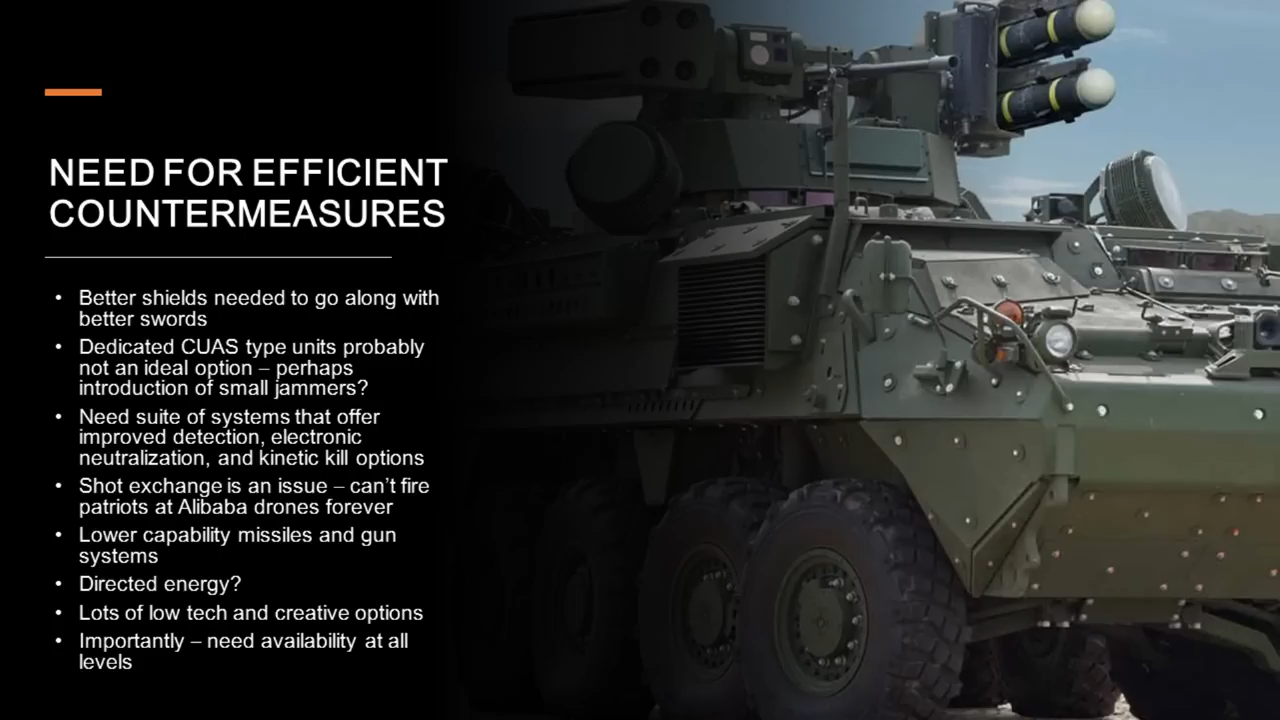 NEED FOR EFFICIENT
COUNTERMEASURES
• Better shields needed to go along with
better swords
• Dedicated CUAS type units probably
not an ideal option – perhaps
introduction of small jammers?
• Need suite of systems that offer
improved detection, electronic
neutralization, and kinetic kill options
• Shot exchange is an issue – can’t fire
patriots at Alibaba drones forever
• Lower capability missiles and gun
systems
• Directed energy?
• Lots of low tech and creative options
• Importantly – need availability at all
levels